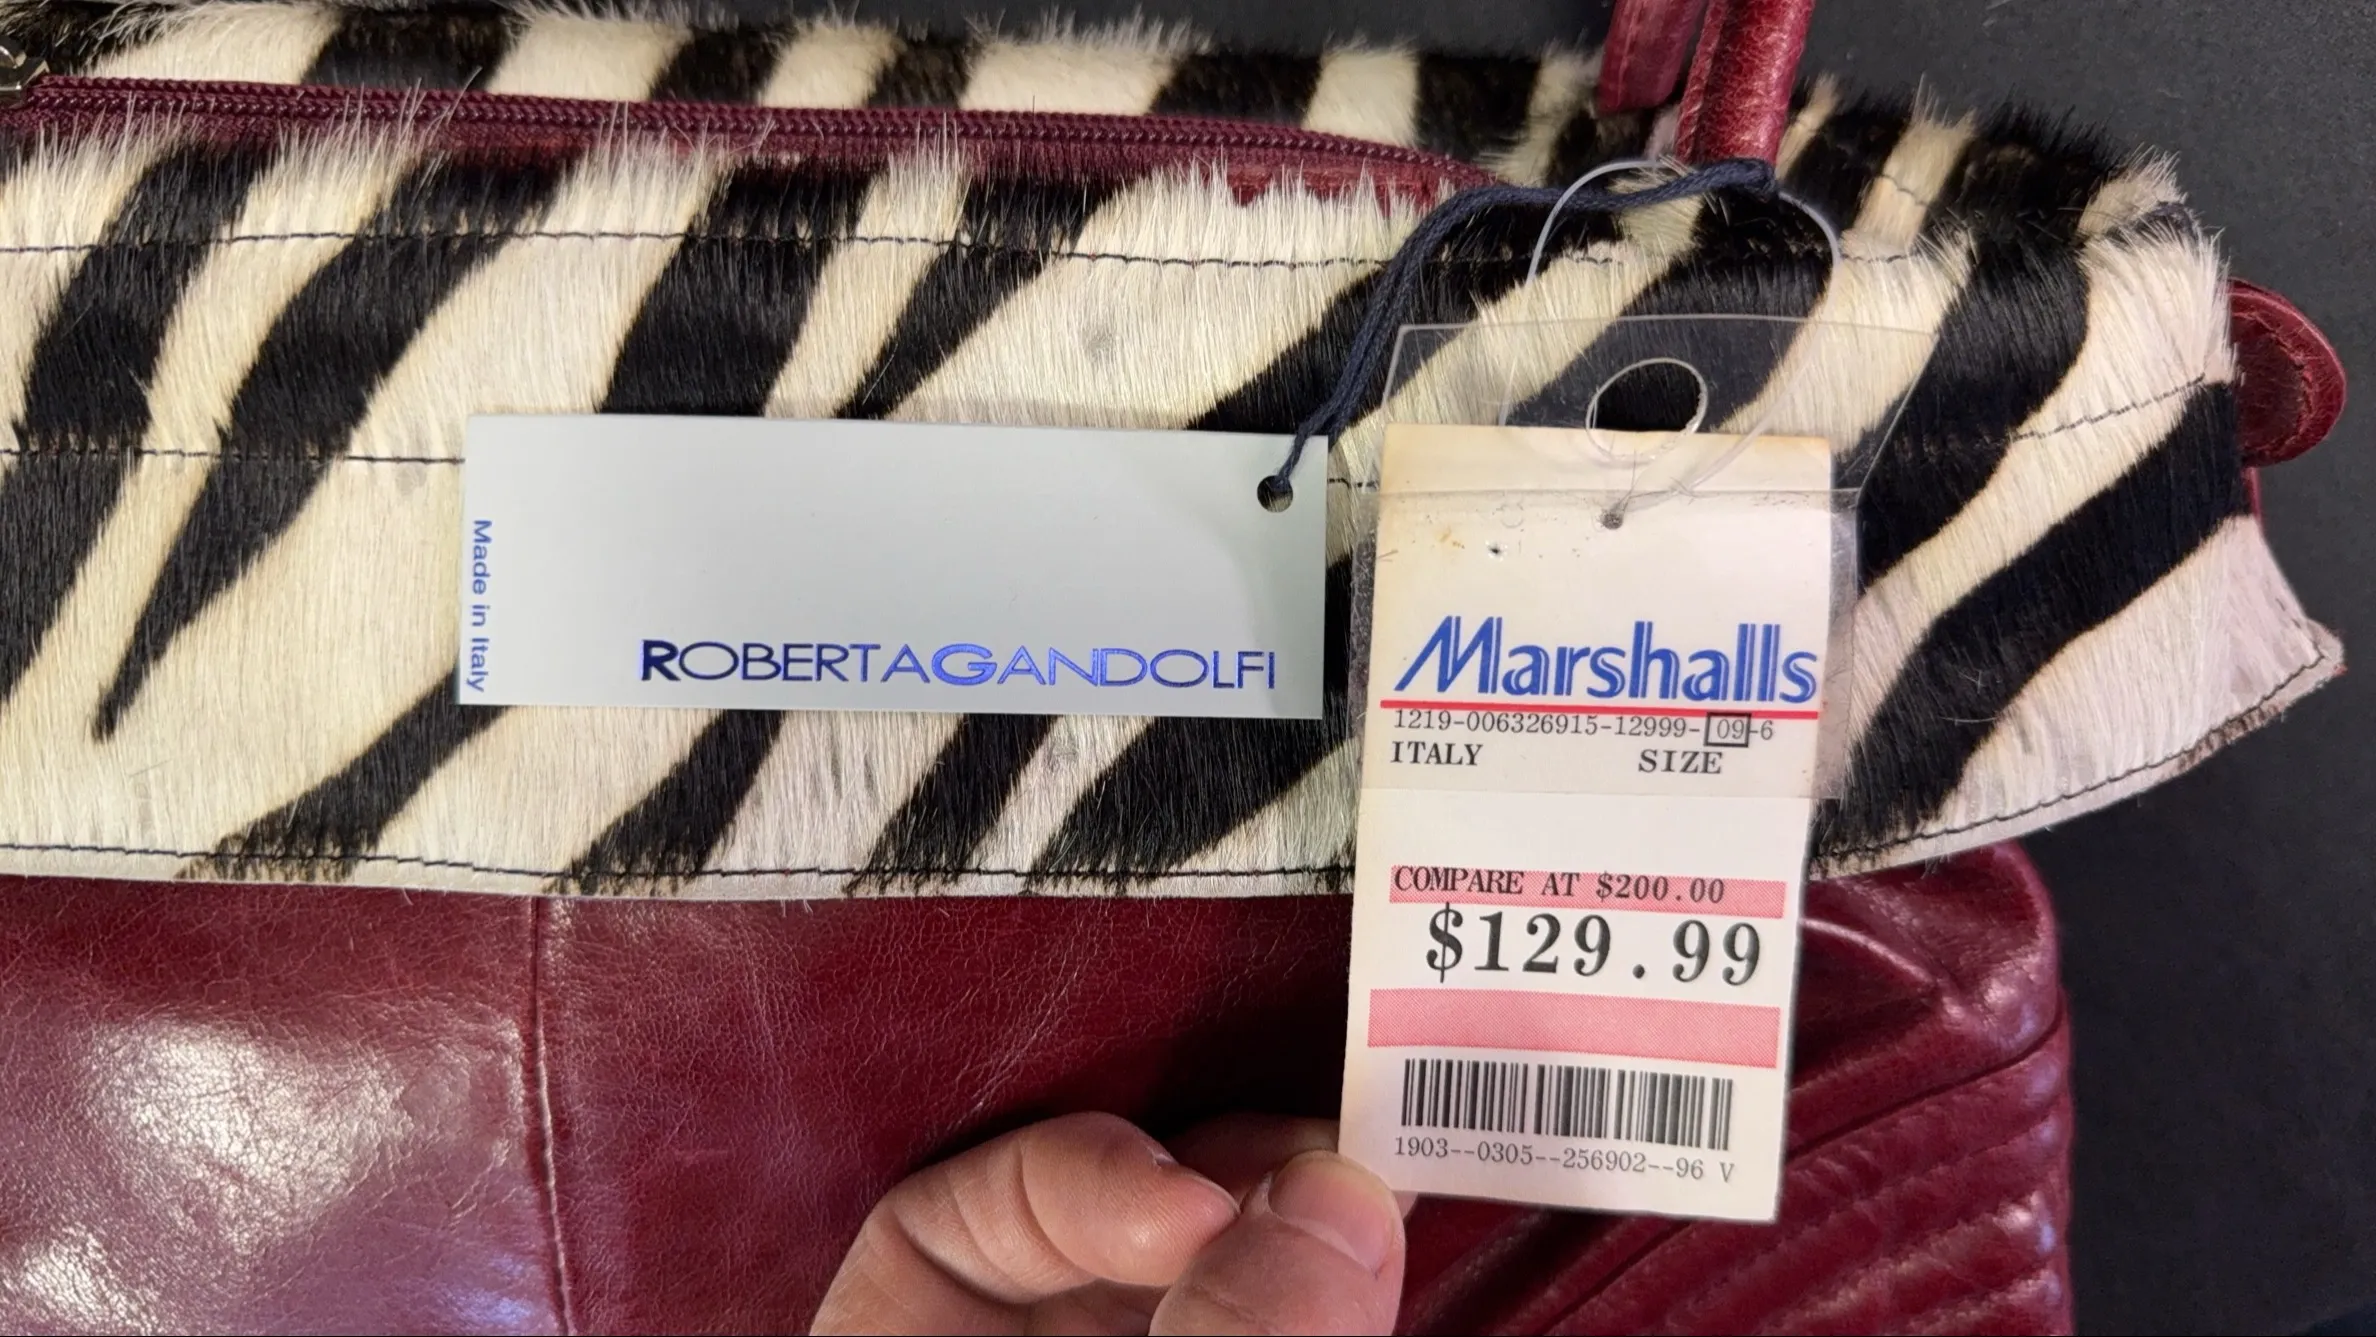 Made in Italy
ROBERTAGANDOLFI
Marshalls
1219-006326915-12999-09-6
ITALY SIZE
COMPARE AT $200.00
$129.99
1903--0305--256902--96 V